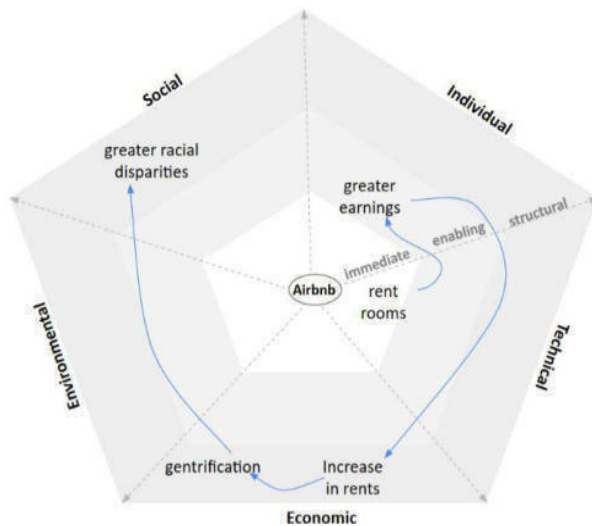 Social
Individual
greater racial
disparities
greater
earnings
structural
enabling
immediate
Airbnb
rent
rooms
Environmental
Technical
gentrification
Increase
in rents
Economic